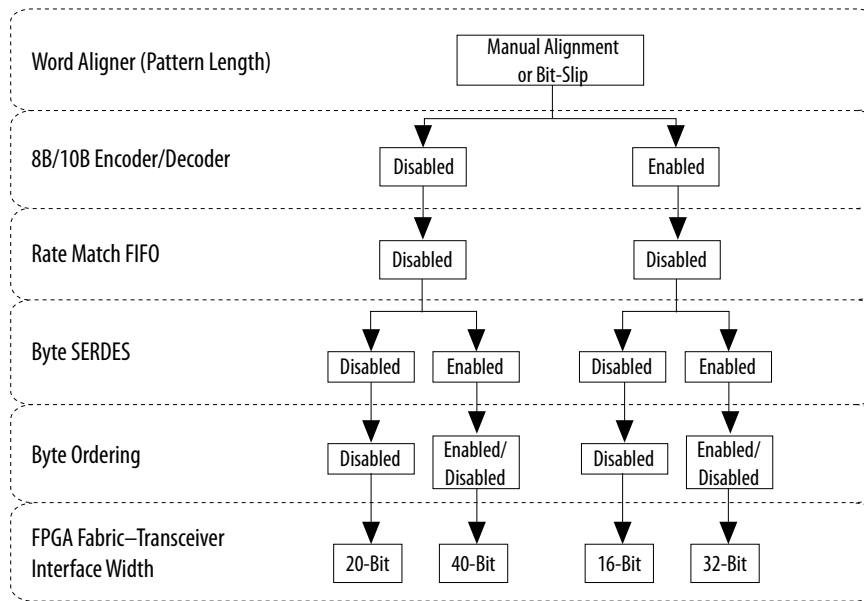 Word Aligner (Pattern Length)
Manual Alignment
or Bit-Slip
8B/10B Encoder/Decoder
Disabled
Enabled
Rate Match FIFO
Disabled
Disabled
Byte SERDES
Disabled
Enabled
Disabled
Enabled
Byte Ordering
Disabled
Enabled/
Disabled
Disabled
Enabled/
Disabled
FPGA Fabric–Transceiver
Interface Width
20-Bit
40-Bit
16-Bit
32-Bit